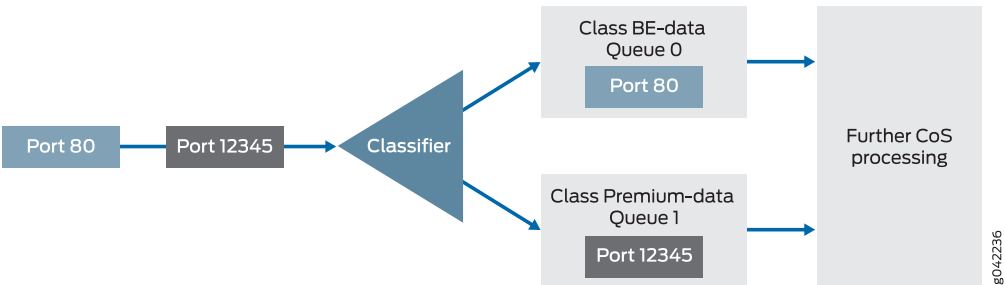 Port 80
Port 12345
Classifier
Class BE-data
Queue 0
Port 80
Class Premium-data
Queue 1
Port 12345
Further CoS
processing
g042236